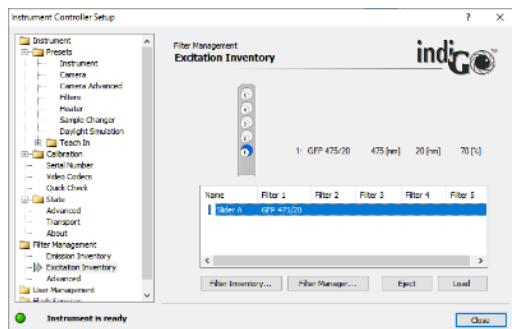 Instrument Controller Setup
? X
Instrument
Presets
Instrument
Camera
Camera Advanced
Filters
Heater
Sample Changer
Daylight Simulation
Teach In
Calibration
Serial Number
Video Codecs
Quick Check
State
Advanced
Transport
About
Filter Management
Emission Inventory
Excitation Inventory
Advanced
User Management
Filter Management
Excitation Inventory
indiGO
1: GFP 475/20 475 [nm] 20 [nm] 70 [%]
Name Filter 1 Filter 2 Filter 3 Filter 4 Filter 5
Slider A GFP 475/20
Filter Inventory... Filter Manager... Eject Load
Instrument is ready
Close